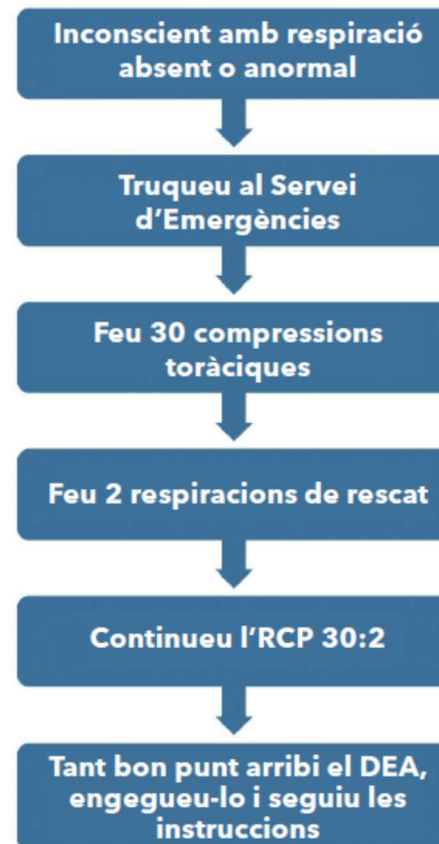 Inconscient amb respiració
absent o anormal
Truqueu al Servei
d’Emergències
Feu 30 compressions
toràciques
Feu 2 respiracions de rescat
Continueu l’RCP 30:2
Tant bon punt arribi el DEA,
engegueu-lo i seguiu les
instruccions